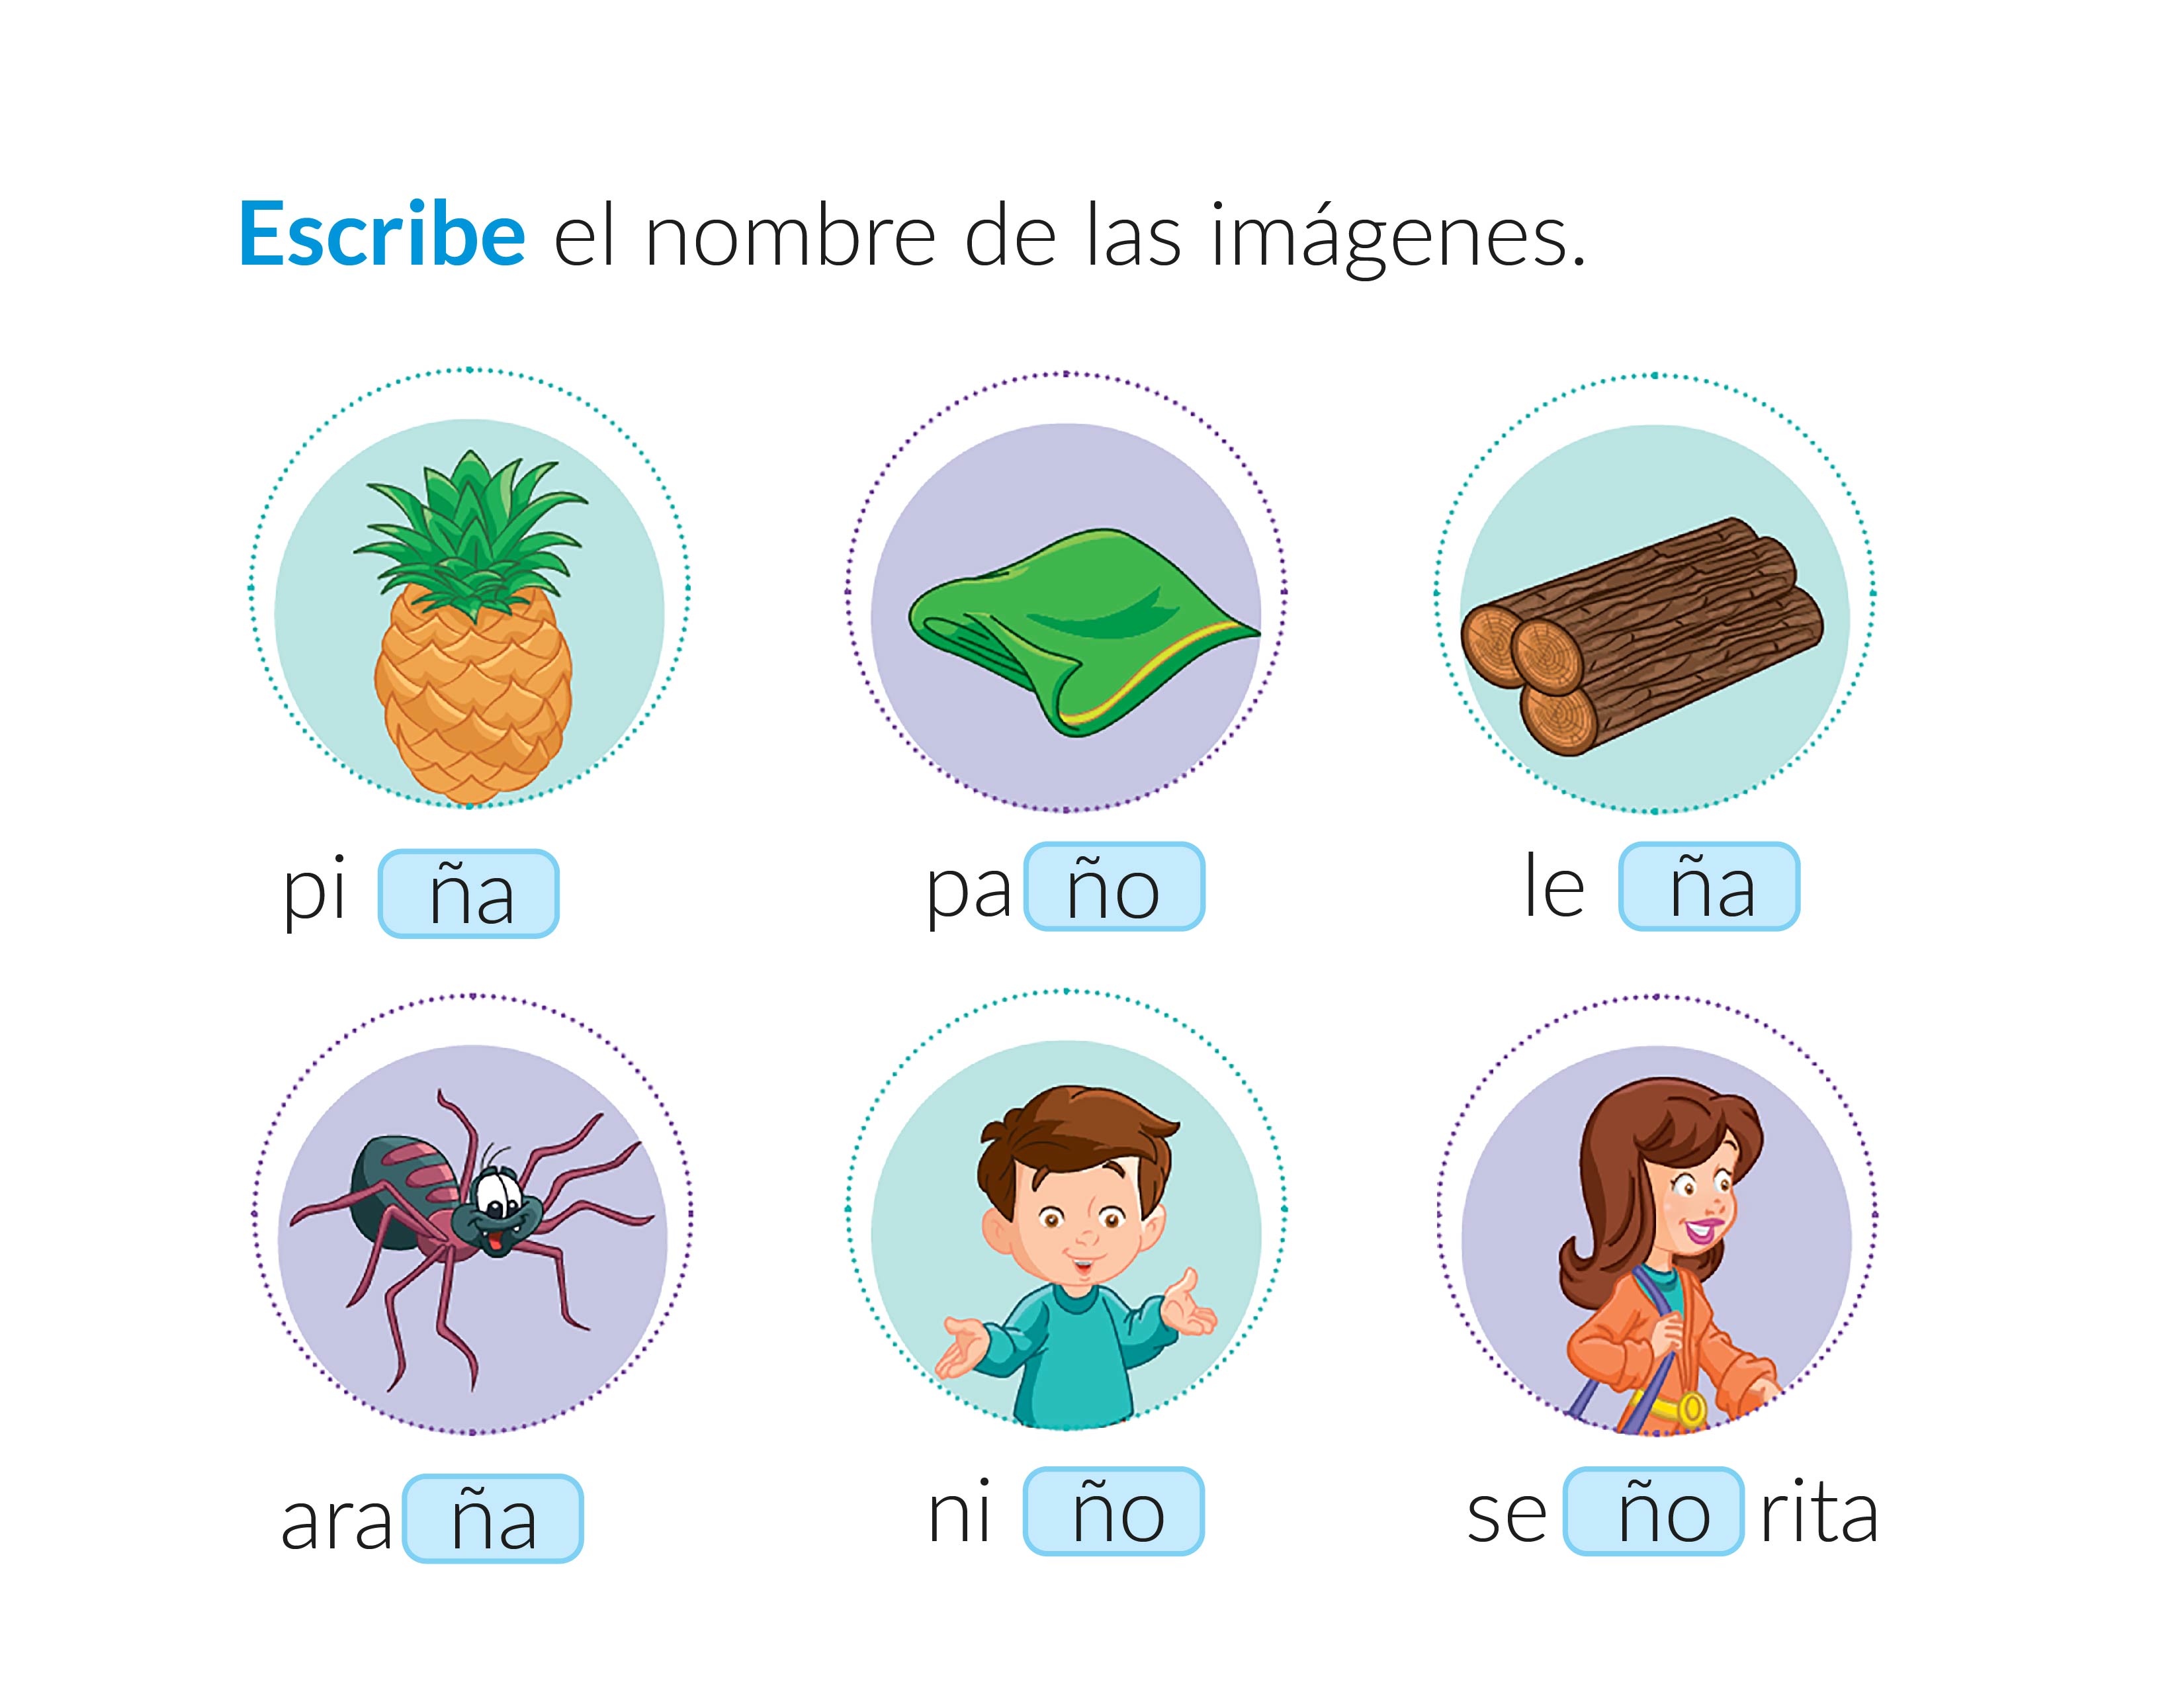 Escribe el nombre de las imágenes.
pi ña
pa ño
le ña
ara ña
ni ño
se ño rita